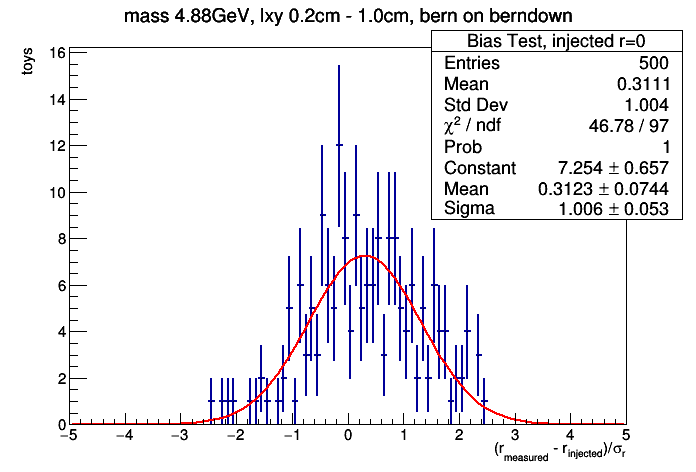 mass 4.88GeV, lxy 0.2cm - 1.0cm, bern on berndown
toys
Bias Test, injected r=0
Entries 500
Mean 0.3111
Std Dev 1.004
χ² / ndf 46.78 / 97
Prob 1
Constant 7.254 ± 0.657
Mean 0.3123 ± 0.0744
Sigma 1.006 ± 0.053
16
14
12
10
8
6
4
2
0
−5 −4 −3 −2 −1 0 1 2 3 4 5
(r_measured - r_injected)/σ_r